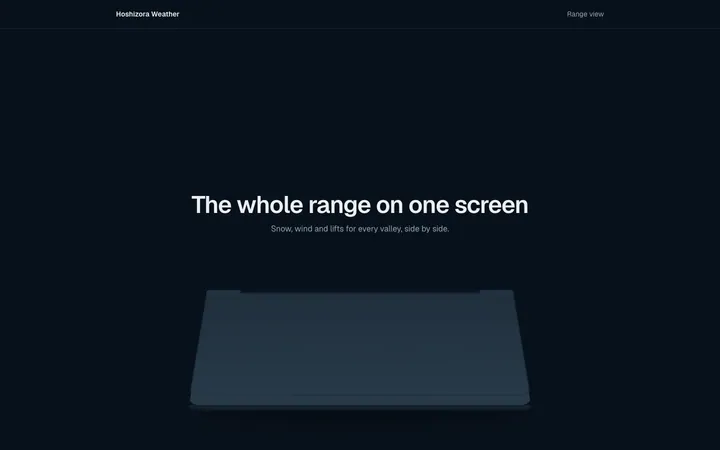 Hoshizora Weather
Range view
The whole range on one screen
Snow, wind and lifts for every valley, side by side.